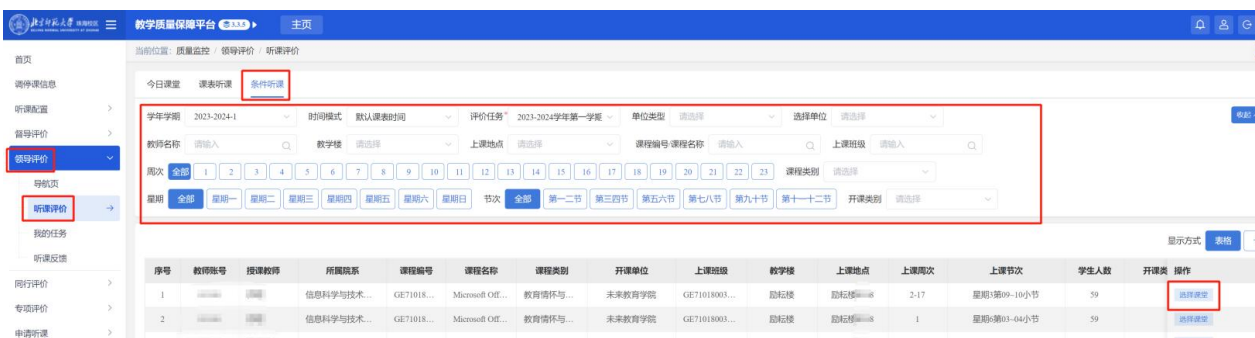 北京师范大学 珠海校区 教学质量保障平台 3.3.5 主页
当前位置: 质量监控 / 领导评价 / 听课评价
首页
调停课信息
听课配置
督导评价
领导评价
导航页
听课评价
我的任务
听课反馈
同行评价
专项评价
申请听课
今日课堂 课表听课 条件听课
学年学期 2023-2024-1 时间模式 默认课表时间 评价任务* 2023-2024学年第一学期 单位类型 请选择 选择单位 请选择 收起
教师名称 请输入 教学楼 请选择 上课地点 请选择 课程编号/课程名称 请输入 上课班级 请输入
周次 全部 1 2 3 4 5 6 7 8 9 10 11 12 13 14 15 16 17 18 19 20 21 22 23 课程类别 请选择
星期 全部 星期一 星期二 星期三 星期四 星期五 星期六 星期日 节次 全部 第一二节 第三四节 第五六节 第七八节 第九十节 第十一十二节 开课类别 请选择
显示方式 表格
序号 教师账号 授课教师 所属院系 课程编号 课程名称 课程类别 开课单位 上课班级 教学楼 上课地点 上课周次 上课节次 学生人数 开课类 操作
1 信息科学与技术... GE71018... Microsoft Off... 教育情怀与... 未来教育学院 GE71018003... 励耘楼 励耘楼 2-17 星期3第09~10小节 59 选择课堂
2 信息科学与技术... GE71018... Microsoft Off... 教育情怀与... 未来教育学院 GE71018003... 励耘楼 励耘楼 1 星期6第03~04小节 59 选择课堂